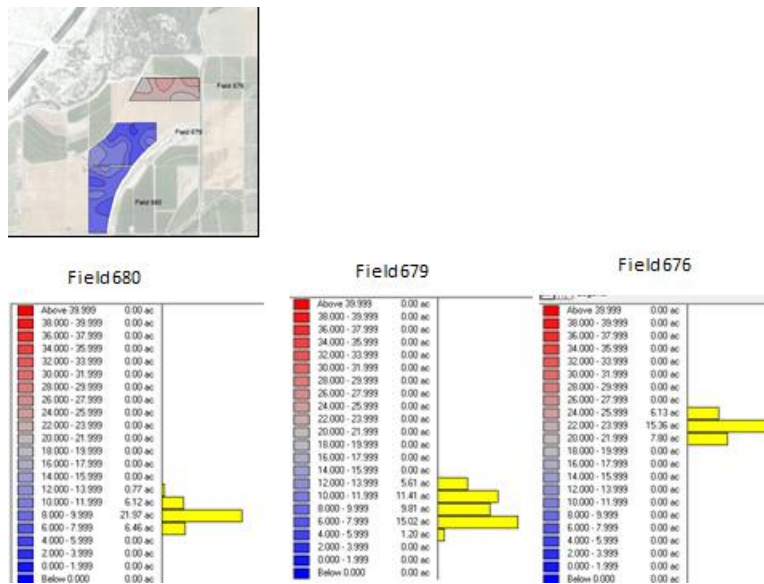 Field 676
Field 679
Field 680
Field 680
Field 679
Field 676
Above 39.999 0.00 ac
38.000 - 39.999 0.00 ac
36.000 - 37.999 0.00 ac
34.000 - 35.999 0.00 ac
32.000 - 33.999 0.00 ac
30.000 - 31.999 0.00 ac
28.000 - 29.999 0.00 ac
26.000 - 27.999 0.00 ac
24.000 - 25.999 0.00 ac
22.000 - 23.999 0.00 ac
20.000 - 21.999 0.00 ac
18.000 - 19.999 0.00 ac
16.000 - 17.999 0.00 ac
14.000 - 15.999 0.00 ac
12.000 - 13.999 0.77 ac
10.000 - 11.999 6.12 ac
8.000 - 9.999 21.97 ac
6.000 - 7.999 6.46 ac
4.000 - 5.999 0.00 ac
2.000 - 3.999 0.00 ac
0.000 - 1.999 0.00 ac
Below 0.000 0.00 ac
Above 39.999 0.00 ac
38.000 - 39.999 0.00 ac
36.000 - 37.999 0.00 ac
34.000 - 35.999 0.00 ac
32.000 - 33.999 0.00 ac
30.000 - 31.999 0.00 ac
28.000 - 29.999 0.00 ac
26.000 - 27.999 0.00 ac
24.000 - 25.999 0.00 ac
22.000 - 23.999 0.00 ac
20.000 - 21.999 0.00 ac
18.000 - 19.999 0.00 ac
16.000 - 17.999 0.00 ac
14.000 - 15.999 0.00 ac
12.000 - 13.999 5.61 ac
10.000 - 11.999 11.41 ac
8.000 - 9.999 9.81 ac
6.000 - 7.999 15.02 ac
4.000 - 5.999 1.20 ac
2.000 - 3.999 0.00 ac
0.000 - 1.999 0.00 ac
Below 0.000 0.00 ac
Above 39.999 0.00 ac
38.000 - 39.999 0.00 ac
36.000 - 37.999 0.00 ac
34.000 - 35.999 0.00 ac
32.000 - 33.999 0.00 ac
30.000 - 31.999 0.00 ac
28.000 - 29.999 0.00 ac
26.000 - 27.999 0.00 ac
24.000 - 25.999 6.13 ac
22.000 - 23.999 15.36 ac
20.000 - 21.999 7.80 ac
18.000 - 19.999 0.00 ac
16.000 - 17.999 0.00 ac
14.000 - 15.999 0.00 ac
12.000 - 13.999 0.00 ac
10.000 - 11.999 0.00 ac
8.000 - 9.999 0.00 ac
6.000 - 7.999 0.00 ac
4.000 - 5.999 0.00 ac
2.000 - 3.999 0.00 ac
0.000 - 1.999 0.00 ac
Below 0.000 0.00 ac